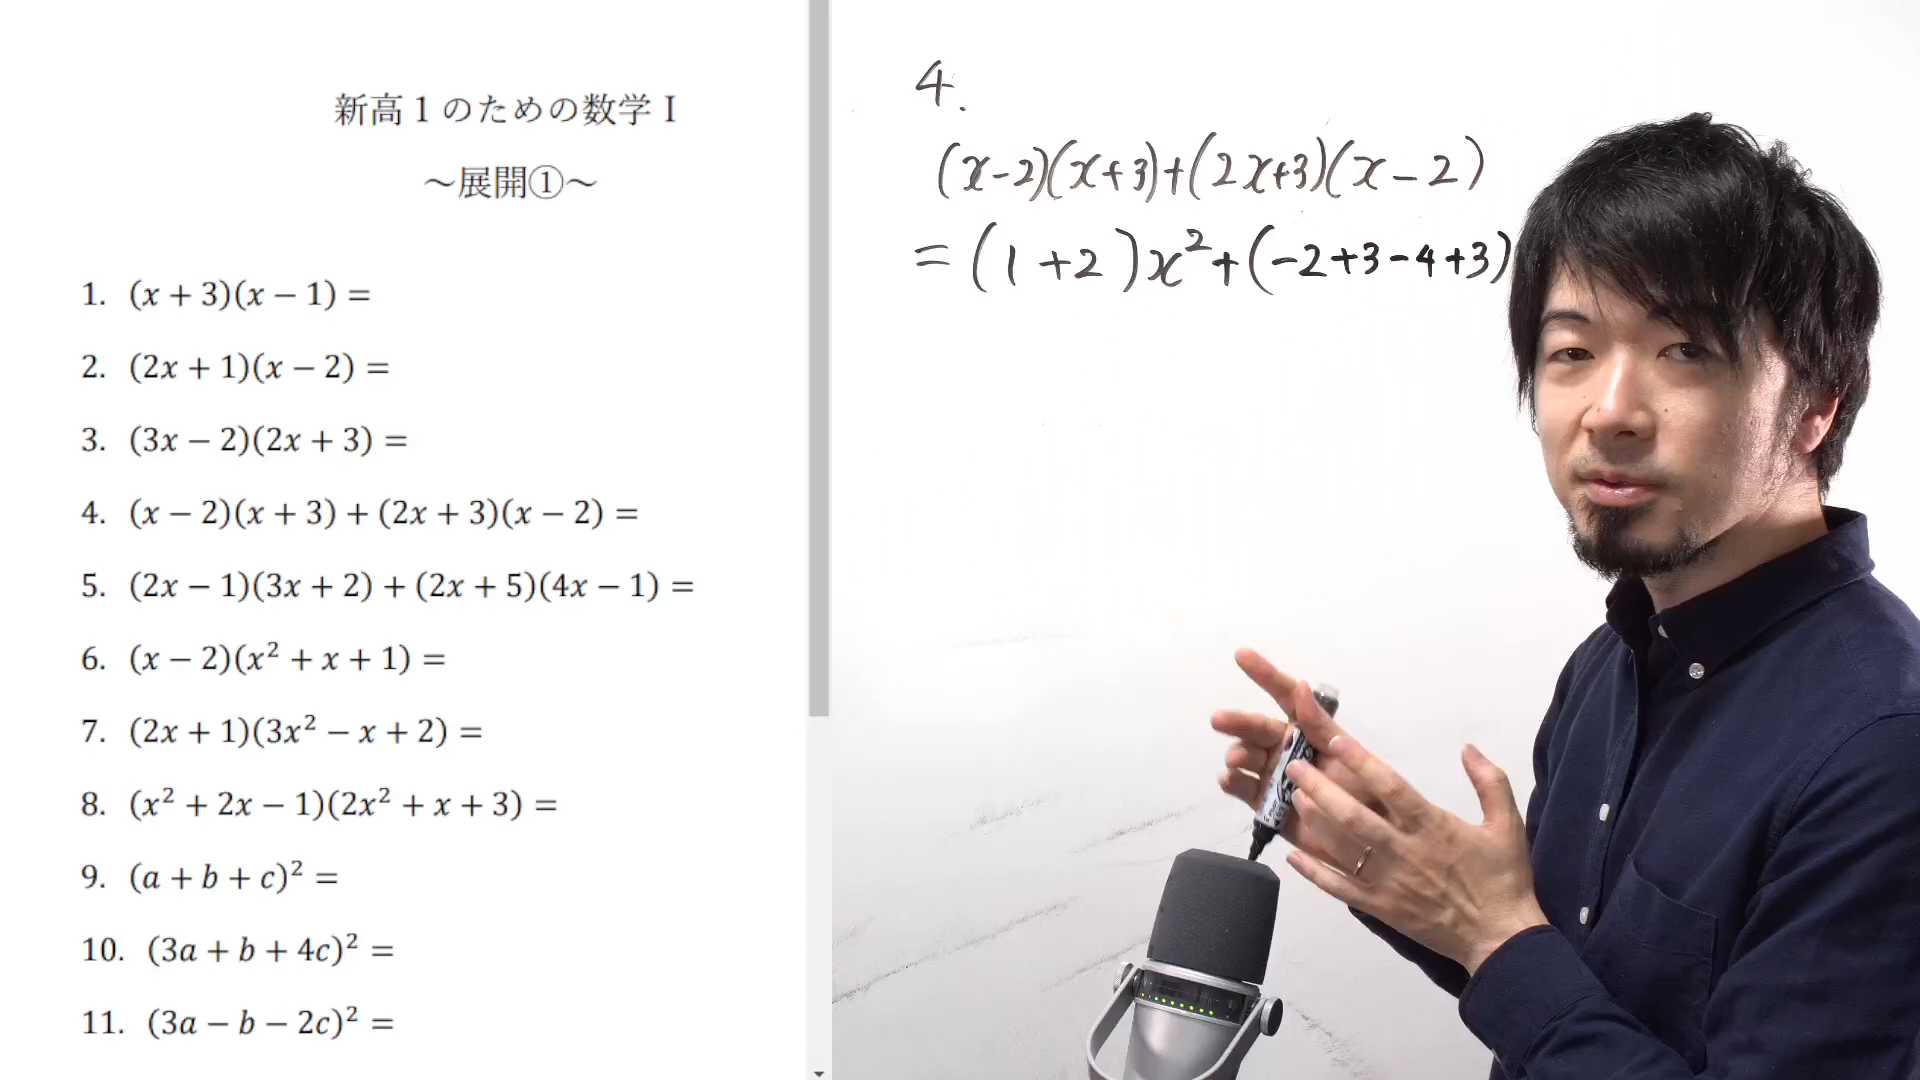 新高1のための数学Ⅰ
～展開①～
1. (x + 3)(x − 1) =
2. (2x + 1)(x − 2) =
3. (3x − 2)(2x + 3) =
4. (x − 2)(x + 3) + (2x + 3)(x − 2) =
5. (2x − 1)(3x + 2) + (2x + 5)(4x − 1) =
6. (x − 2)(x² + x + 1) =
7. (2x + 1)(3x² − x + 2) =
8. (x² + 2x − 1)(2x² + x + 3) =
9. (a + b + c)² =
10. (3a + b + 4c)² =
11. (3a − b − 2c)² =
4.
(x-2)(x+3)+(2x+3)(x-2)
= (1+2)x²+(-2+3-4+3)